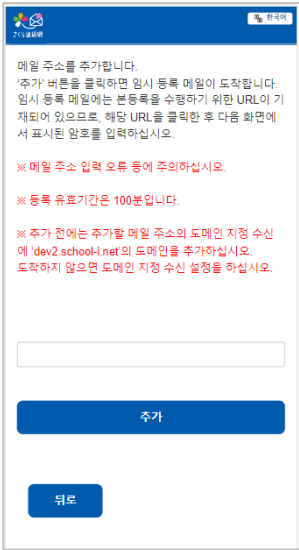 さくら連絡網
한국어
메일 주소를 추가합니다.
‘추가’ 버튼을 클릭하면 임시 등록 메일이 도착합니다.
임시 등록 메일에는 본등록을 수행하기 위한 URL이 기
재되어 있으므로, 해당 URL을 클릭한 후 다음 화면에
서 표시된 암호를 입력하십시오.
※ 메일 주소 입력 오류 등에 주의하십시오.
※ 등록 유효기간은 100분입니다.
※ 추가 전에는 추가할 메일 주소의 도메인 지정 수신
에 ‘dev2.school-i.net’의 도메인을 추가하십시오.
도착하지 않으면 도메인 지정 수신 설정을 하십시오.
추가
뒤로